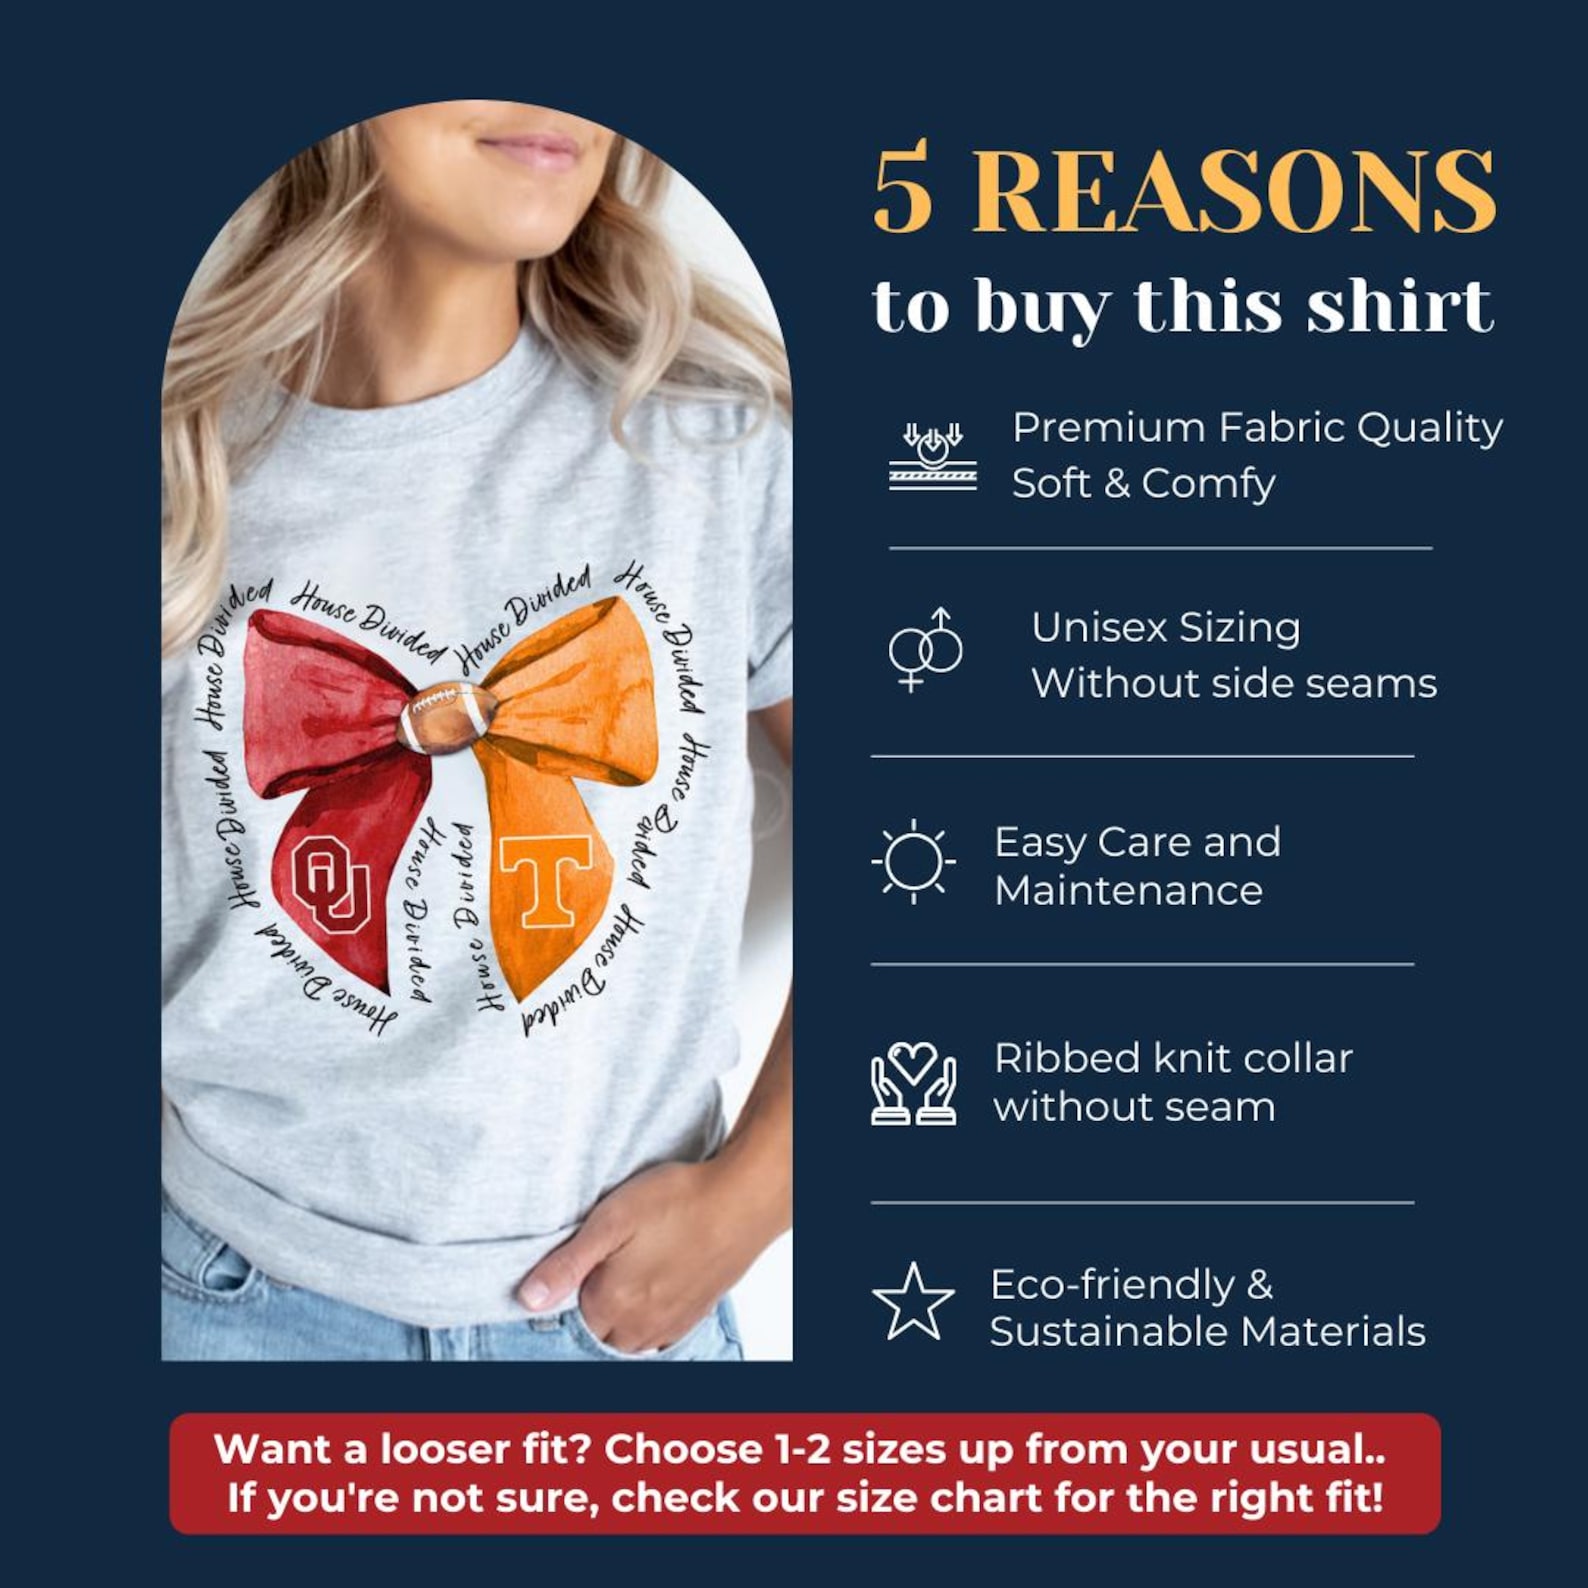 5 REASONS
to buy this shirt
Premium Fabric Quality
Soft & Comfy
Unisex Sizing
Without side seams
Easy Care and
Maintenance
Ribbed knit collar
without seam
Eco-friendly &
Sustainable Materials
House Divided
House Divided
House Divided
House Divided
House Divided
House Divided
House Divided
House Divided
House Divided
House Divided
House Divided
OU
T
Want a looser fit? Choose 1-2 sizes up from your usual..
If you're not sure, check our size chart for the right fit!